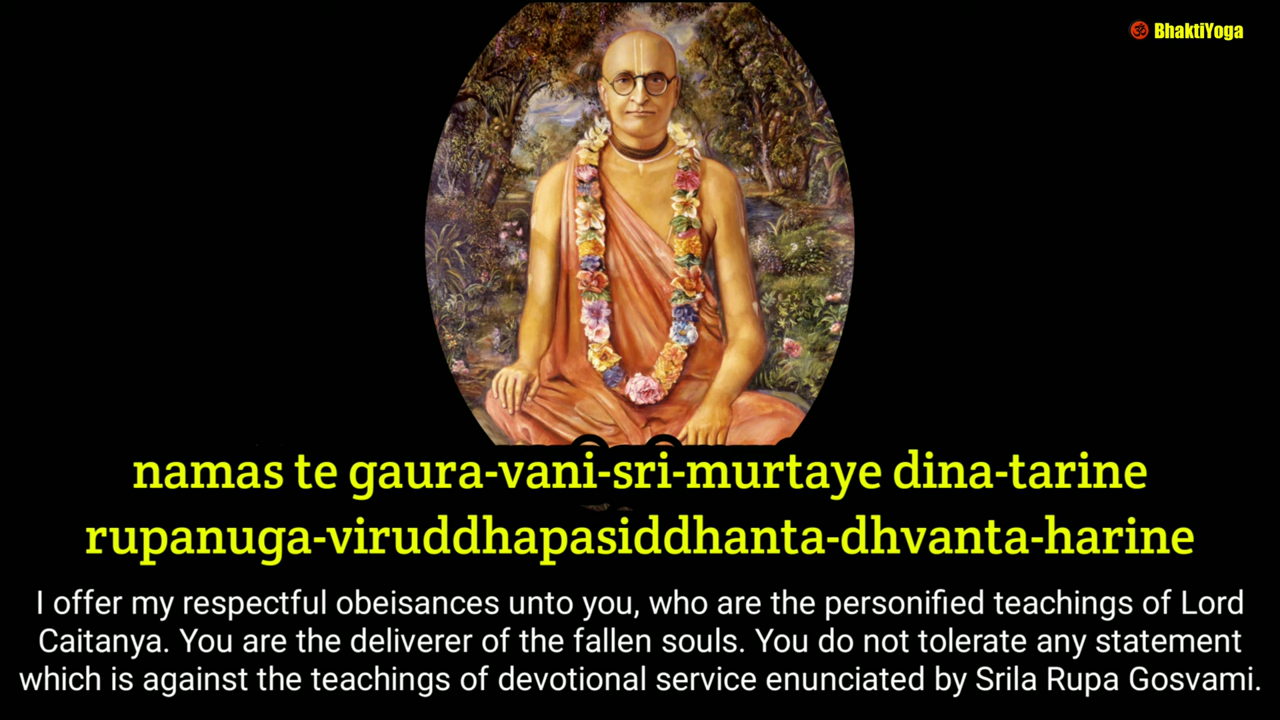 BhaktiYoga
namas te gaura-vani-sri-murtaye dina-tarine
rupanuga-viruddhapasiddhanta-dhvanta-harine
I offer my respectful obeisances unto you, who are the personified teachings of Lord
Caitanya. You are the deliverer of the fallen souls. You do not tolerate any statement
which is against the teachings of devotional service enunciated by Srila Rupa Gosvami.